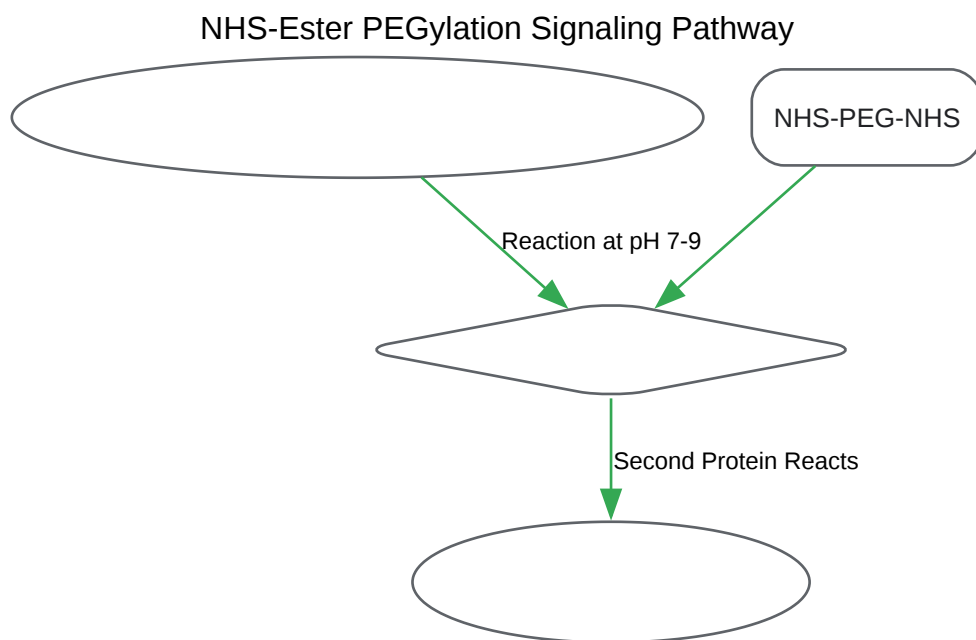 NHS-Ester PEGylation Signaling Pathway
NHS-PEG-NHS
Reaction at pH 7-9
Second Protein Reacts